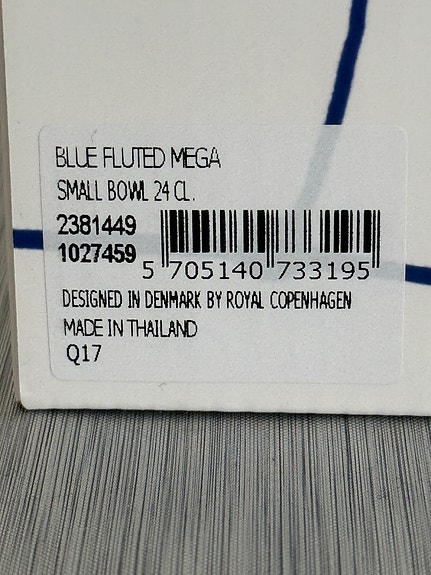 BLUE FLUTED MEGA
SMALL BOWL 24 CL.
2381449
1027459
5 705140 733195
DESIGNED IN DENMARK BY ROYAL COPENHAGEN
MADE IN THAILAND
Q17